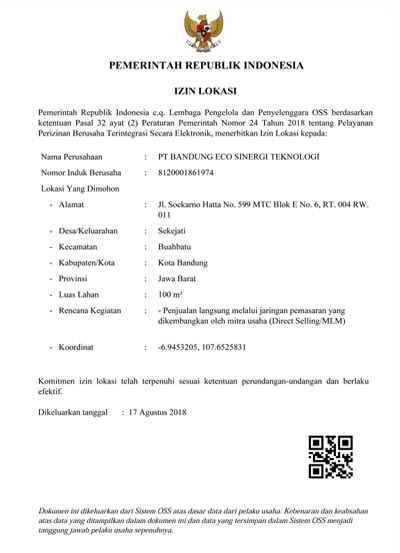 PEMERINTAH REPUBLIK INDONESIA
IZIN LOKASI
Pemerintah Republik Indonesia c.q. Lembaga Pengelola dan Penyelenggara OSS berdasarkan
ketentuan Pasal 32 ayat (2) Peraturan Pemerintah Nomor 24 Tahun 2018 tentang Pelayanan
Perizinan Berusaha Terintegrasi Secara Elektronik, menerbitkan Izin Lokasi kepada:
Nama Perusahaan : PT BANDUNG ECO SINERGI TEKNOLOGI
Nomor Induk Berusaha : 8120001861974
Lokasi Yang Dimohon
- Alamat : Jl. Soekarno Hatta No. 599 MTC Blok E No. 6, RT. 004 RW.
011
- Desa/Kelurahan : Sekejati
- Kecamatan : Buahbatu
- Kabupaten/Kota : Kota Bandung
- Provinsi : Jawa Barat
- Luas Lahan : 100 m²
- Rencana Kegiatan : - Penjualan langsung melalui jaringan pemasaran yang
dikembangkan oleh mitra usaha (Direct Selling/MLM)
- Koordinat : -6.9453205, 107.6525831
Komitmen izin lokasi telah terpenuhi sesuai ketentuan perundangan-undangan dan berlaku
efektif.
Dikeluarkan tanggal : 17 Agustus 2018
Dokumen ini dikeluarkan dari Sistem OSS atas dasar data dari pelaku usaha. Kebenaran dan keabsahan
atas data yang ditampilkan dalam dokumen ini dan data yang tersimpan dalam Sistem OSS menjadi
tanggung jawab pelaku usaha sepenuhnya.